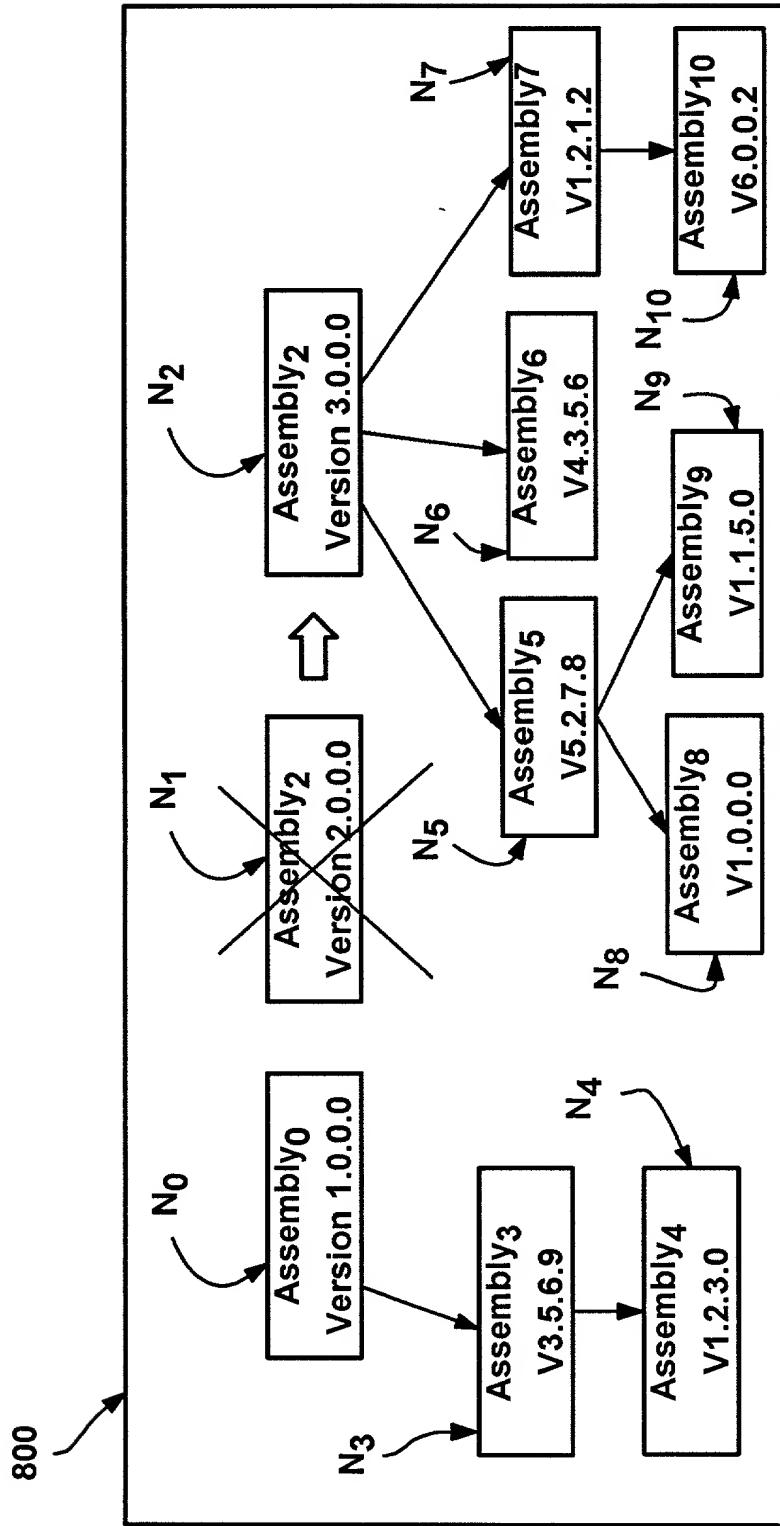 800
N0
N1
N2
Assembly0
Version 1.0.0.0
Assembly2
Version 2.0.0.0
Assembly2
Version 3.0.0.0
N3
Assembly3
V3.5.6.9
N5
Assembly5
V5.2.7.8
N6
Assembly6
V4.3.5.6
Assembly7
V1.2.1.2
N7
Assembly4
V1.2.3.0
N4
N8
Assembly8
V1.0.0.0
Assembly9
V1.1.5.0
N9
N10
Assembly10
V6.0.0.2